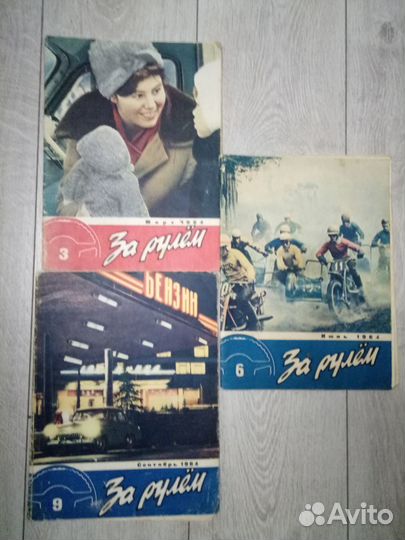 Март 1964
3
За рулём
БЕНЗИН
Июнь 1964
6
За рулём
Сентябрь 1964
9
За рулём
Avito